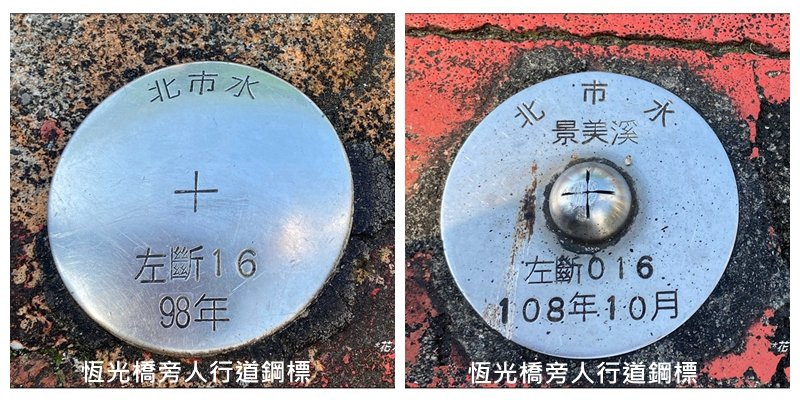 北市水
左斷16
98年
*花
恆光橋旁人行道鋼標
北市水
景美溪
左斷016
108年10月
*花
恆光橋旁人行道鋼標